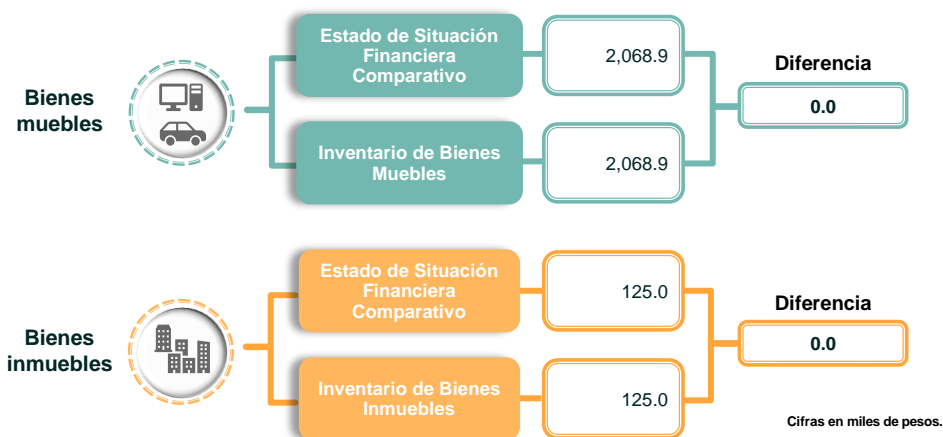 Bienes
muebles
Estado de Situación
Financiera
Comparativo
2,068.9
Inventario de Bienes
Muebles
2,068.9
Diferencia
0.0
Bienes
inmuebles
Estado de Situación
Financiera
Comparativo
125.0
Inventario de Bienes
Inmuebles
125.0
Diferencia
0.0
Cifras en miles de pesos.